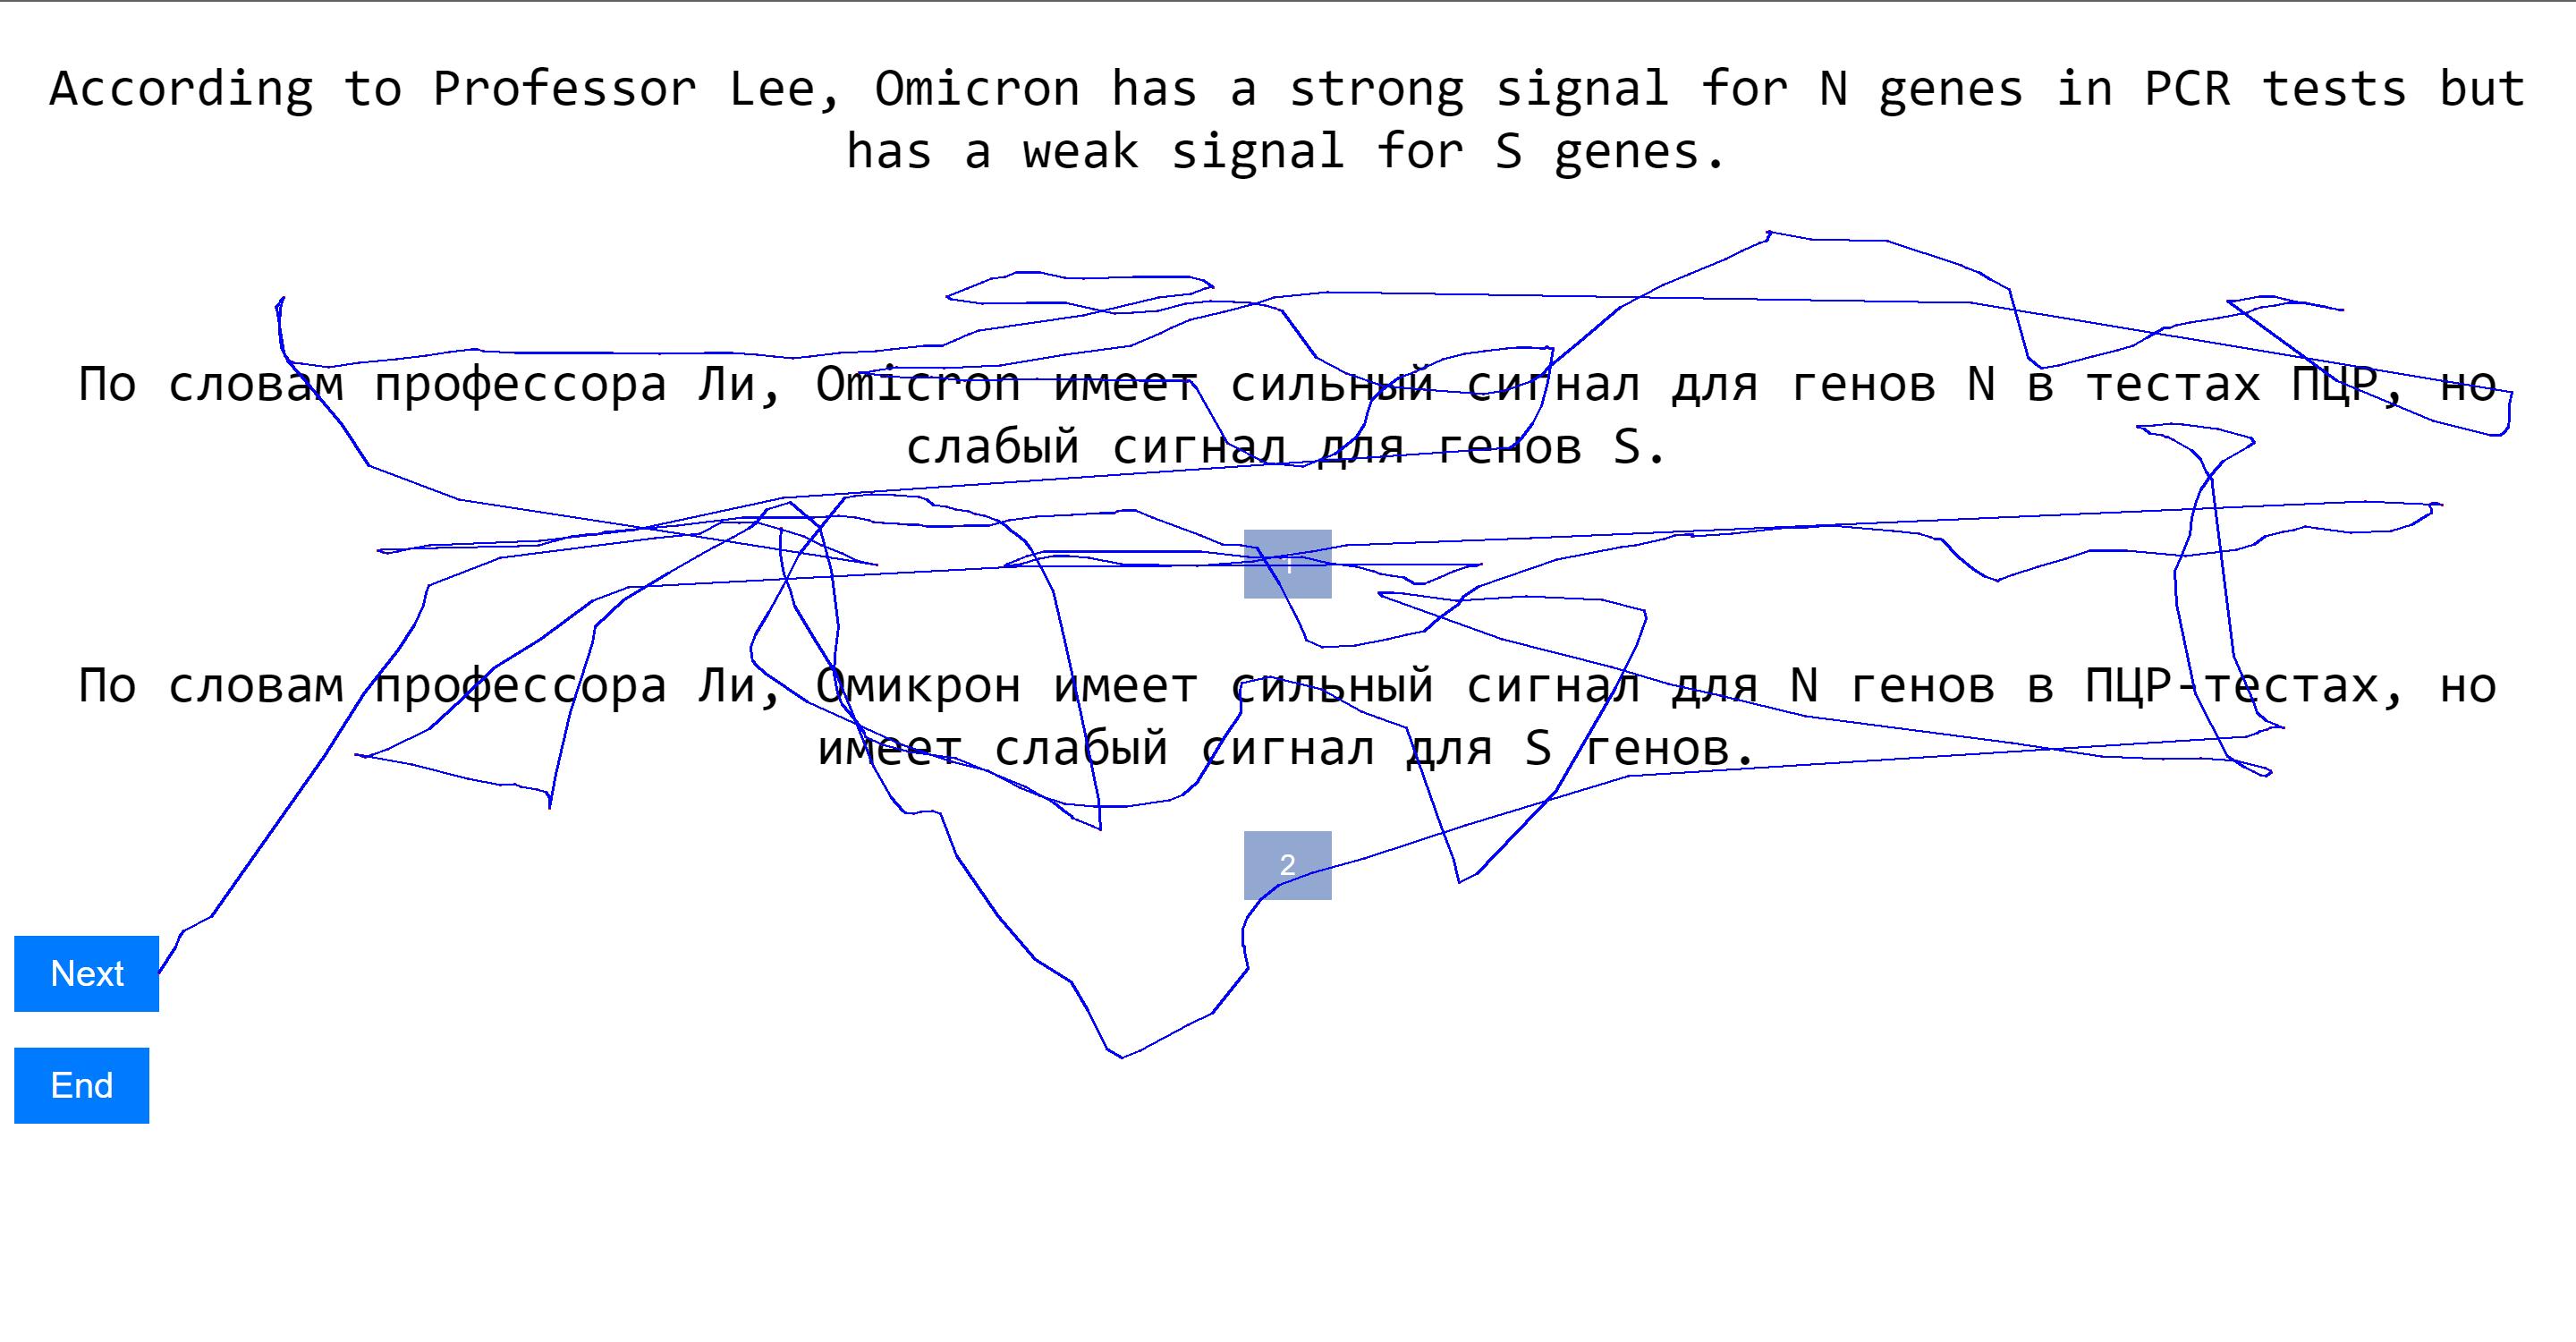 According to Professor Lee, Omicron has a strong signal for N genes in PCR tests but
has a weak signal for S genes.
По словам профессора Ли, Omicron имеет сильный сигнал для генов N в тестах ПЦР, но
слабый сигнал для генов S.
1
По словам профессора Ли, Омикрон имеет сильный сигнал для N генов в ПЦР-тестах, но
имеет слабый сигнал для S генов.
2
Next
End